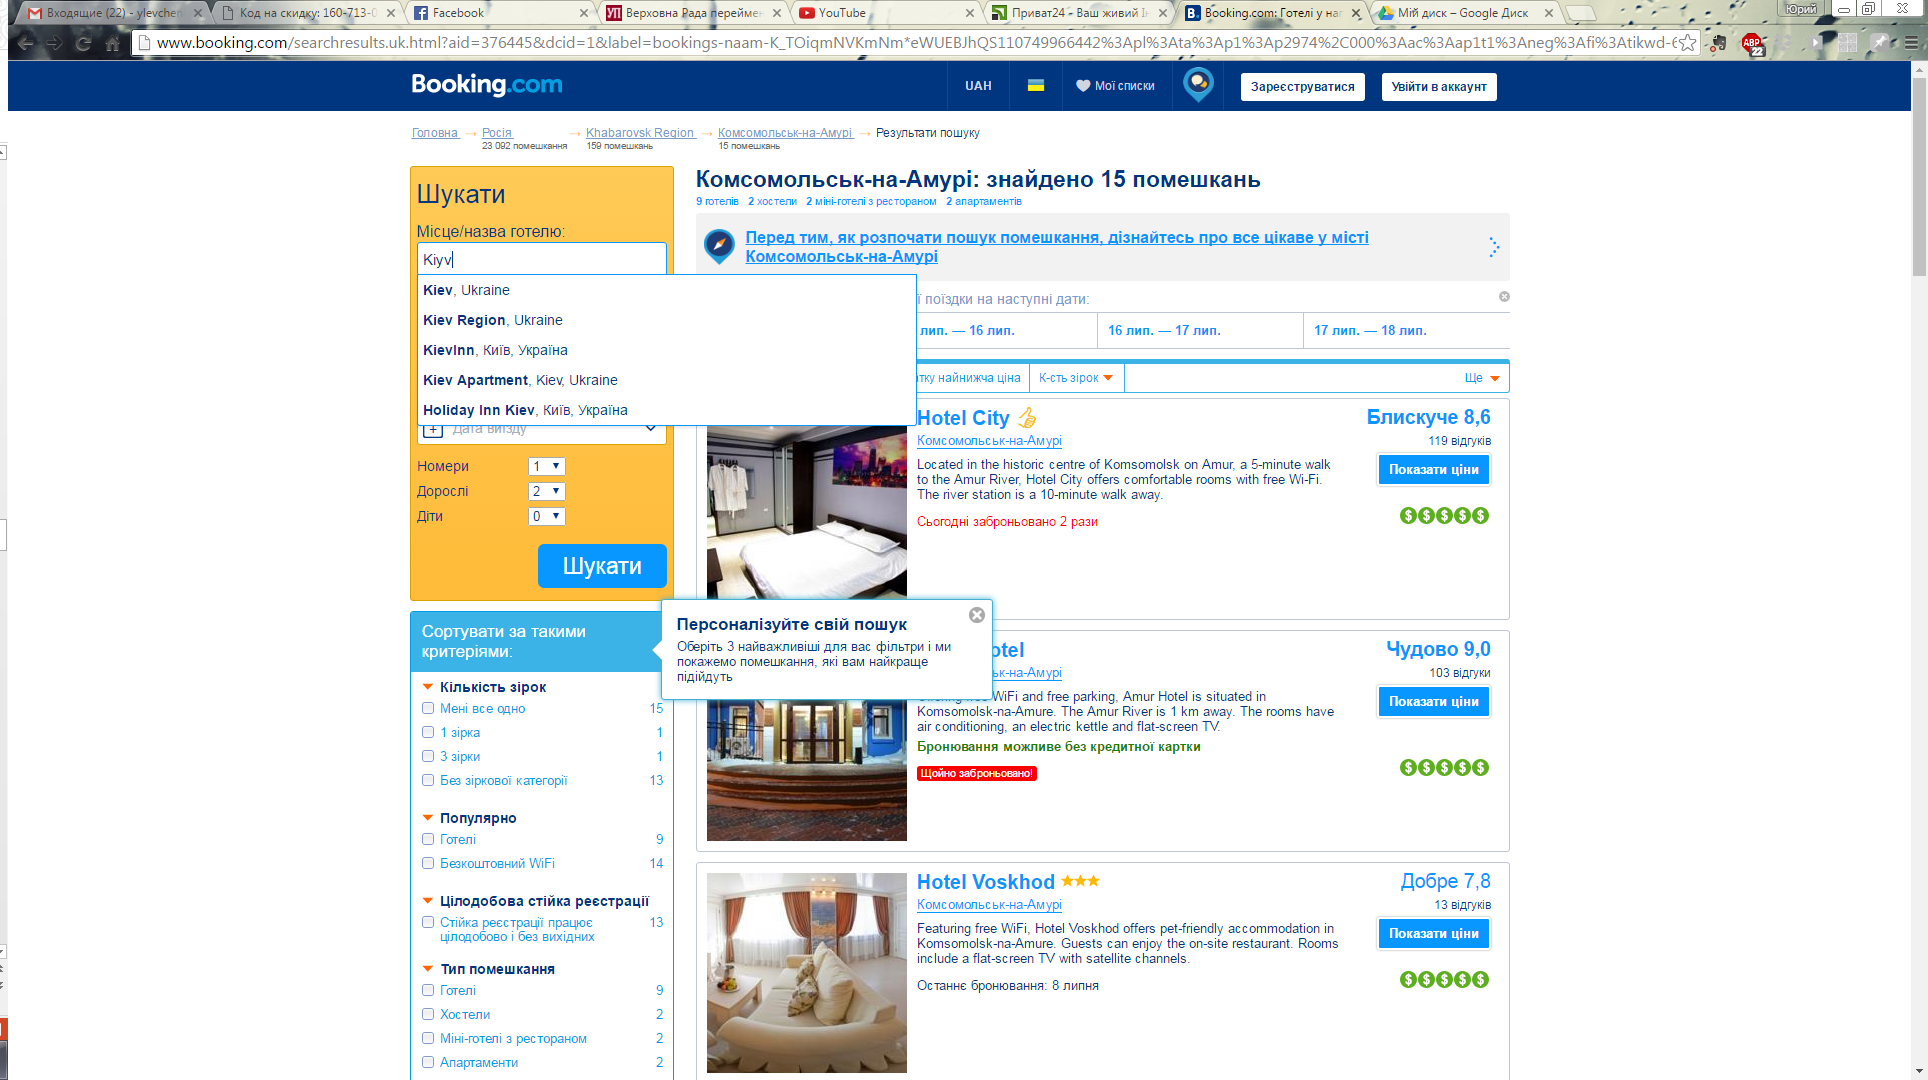 Входящие (22) - ylevchen
Код на скидку: 160-713-0
Facebook
Верховна Рада переймен
YouTube
Приват24 - Ваш живий Ін
Booking.com: Готелі у наг
Мій диск – Google Диск
Юрий
www.booking.com/searchresults.uk.html?aid=376445&dcid=1&label=bookings-naam-K_TOiqmNVKmNm*eWUEBJhQS110749966442%3Apl%3Ata%3Ap1%3Ap2974%2C000%3Aac%3Aap1t1%3Aneg%3Afi%3Atikwd-6
ABP
22
Booking.com
UAH
Мої списки
Зареєструватися
Увійти в аккаунт
Головна → Росія → Khabarovsk Region → Комсомольськ-на-Амурі → Результати пошуку
23 092 помешкання
159 помешкань
15 помешкань
Шукати
Місце/назва готелю:
Kiyv
Kiev, Ukraine
Kiev Region, Ukraine
KievInn, Київ, Україна
Kiev Apartment, Kiev, Ukraine
Holiday Inn Kiev, Київ, Україна
Дата виїзду
Номери 1
Дорослі 2
Діти 0
Шукати
Сортувати за такими
критеріями:
Кількість зірок
Мені все одно 15
1 зірка 1
3 зірки 1
Без зіркової категорії 13
Популярно
Готелі 9
Безкоштовний WiFi 14
Цілодобова стійка реєстрації
Стійка реєстрації працює 13
цілодобово і без вихідних
Тип помешкання
Готелі 9
Хостели 2
Міні-готелі з рестораном 2
Апартаменти 2
Персоналізуйте свій пошук
Оберіть 3 найважливіші для вас фільтри і ми
покажемо помешкання, які вам найкраще
підійдуть
Комсомольськ-на-Амурі: знайдено 15 помешкань
9 готелів 2 хостели 2 міні-готелі з рестораном 2 апартаментів
Перед тим, як розпочати пошук помешкання, дізнайтесь про все цікаве у місті
Комсомольськ-на-Амурі
ї поїздки на наступні дати:
лип. — 16 лип.
16 лип. — 17 лип.
17 лип. — 18 лип.
тку найнижча ціна
К-сть зірок
Ще
Hotel City
Блискуче 8,6
Комсомольськ-на-Амурі
119 відгуків
Located in the historic centre of Komsomolsk on Amur, a 5-minute walk
to the Amur River, Hotel City offers comfortable rooms with free Wi-Fi.
The river station is a 10-minute walk away.
Показати ціни
Сьогодні заброньовано 2 рази
otel
Чудово 9,0
ськ-на-Амурі
103 відгуки
WiFi and free parking, Amur Hotel is situated in
Komsomolsk-na-Amure. The Amur River is 1 km away. The rooms have
air conditioning, an electric kettle and flat-screen TV.
Показати ціни
Бронювання можливе без кредитної картки
Щойно заброньовано!
Hotel Voskhod
Добре 7,8
Комсомольськ-на-Амурі
13 відгуків
Featuring free WiFi, Hotel Voskhod offers pet-friendly accommodation in
Komsomolsk-na-Amure. Guests can enjoy the on-site restaurant. Rooms
include a flat-screen TV with satellite channels.
Показати ціни
Останнє бронювання: 8 липня